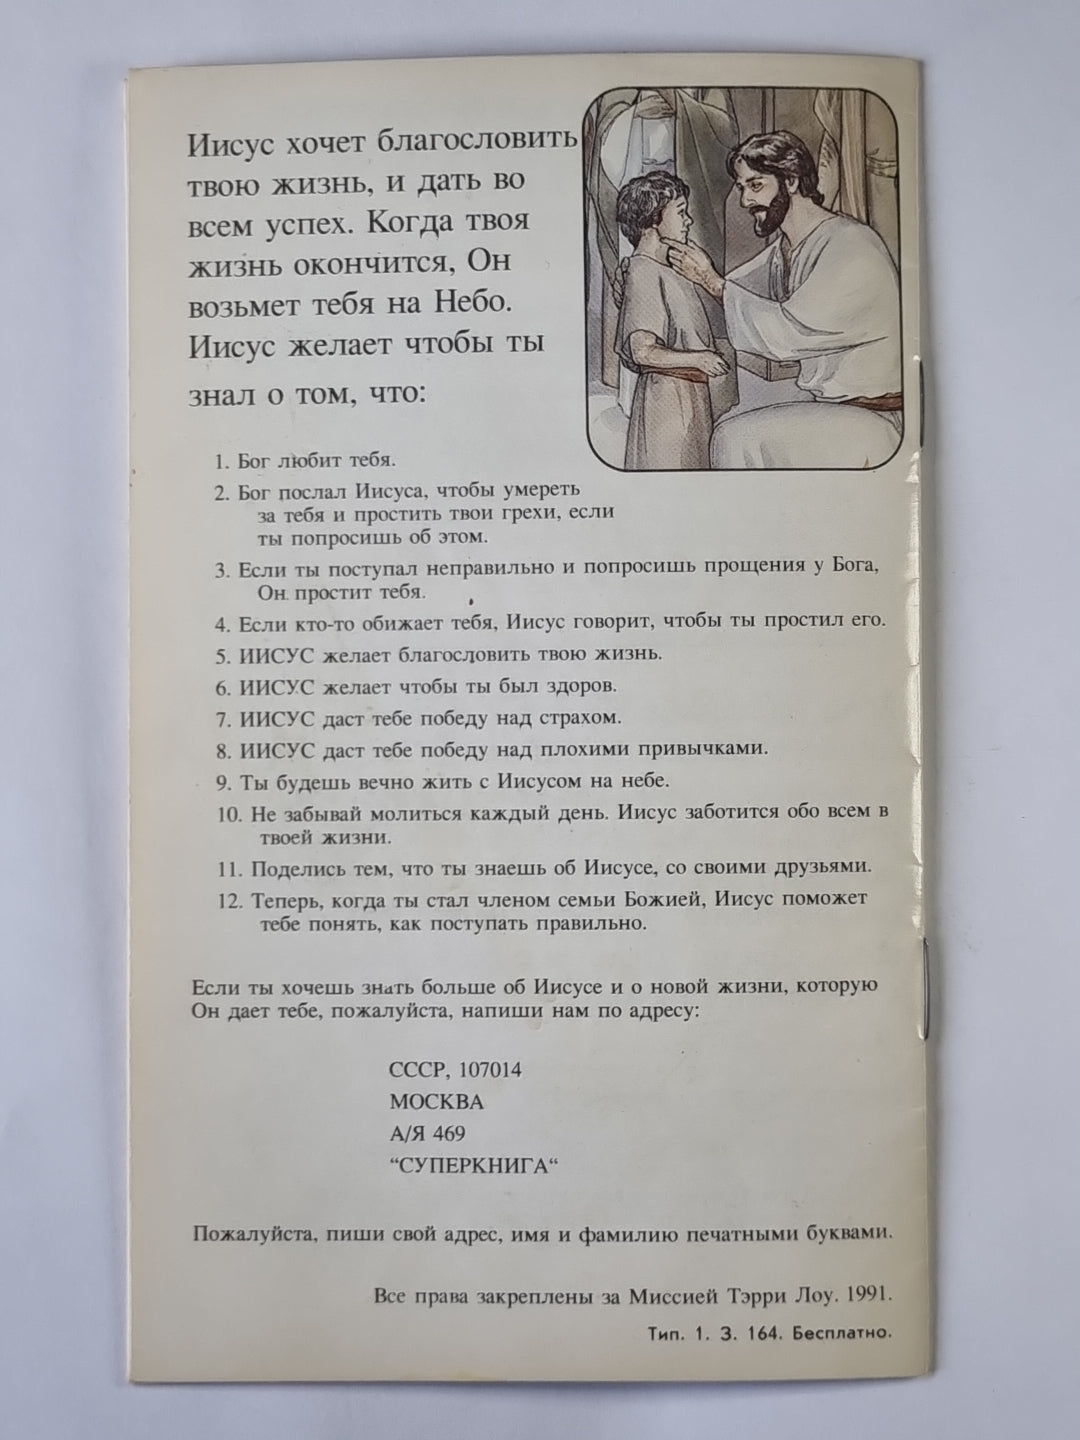 Иисус хочет благословить
твою жизнь, и дать во
всем успех. Когда твоя
жизнь окончится, Он
возьмет тебя на Небо.
Иисус желает чтобы ты
знал о том, что:
1. Бог любит тебя.
2. Бог послал Иисуса, чтобы умереть
за тебя и простить твои грехи, если
ты попросишь об этом.
3. Если ты поступал неправильно и попросишь прощения у Бога,
Он простит тебя.
4. Если кто-то обижает тебя, Иисус говорит, чтобы ты простил его.
5. ИИСУС желает благословить твою жизнь.
6. ИИСУС желает чтобы ты был здоров.
7. ИИСУС даст тебе победу над страхом.
8. ИИСУС даст тебе победу над плохими привычками.
9. Ты будешь вечно жить с Иисусом на небе.
10. Не забывай молиться каждый день. Иисус заботится обо всем в
твоей жизни.
11. Поделись тем, что ты знаешь об Иисусе, со своими друзьями.
12. Теперь, когда ты стал членом семьи Божией, Иисус поможет
тебе понять, как поступать правильно.
Если ты хочешь знать больше об Иисусе и о новой жизни, которую
Он дает тебе, пожалуйста, напиши нам по адресу:
СССР, 107014
МОСКВА
А/Я 469
“СУПЕРКНИГА“
Пожалуйста, пиши свой адрес, имя и фамилию печатными буквами.
Все права закреплены за Миссией Тэрри Лоу. 1991.
Тип. 1. З. 164. Бесплатно.